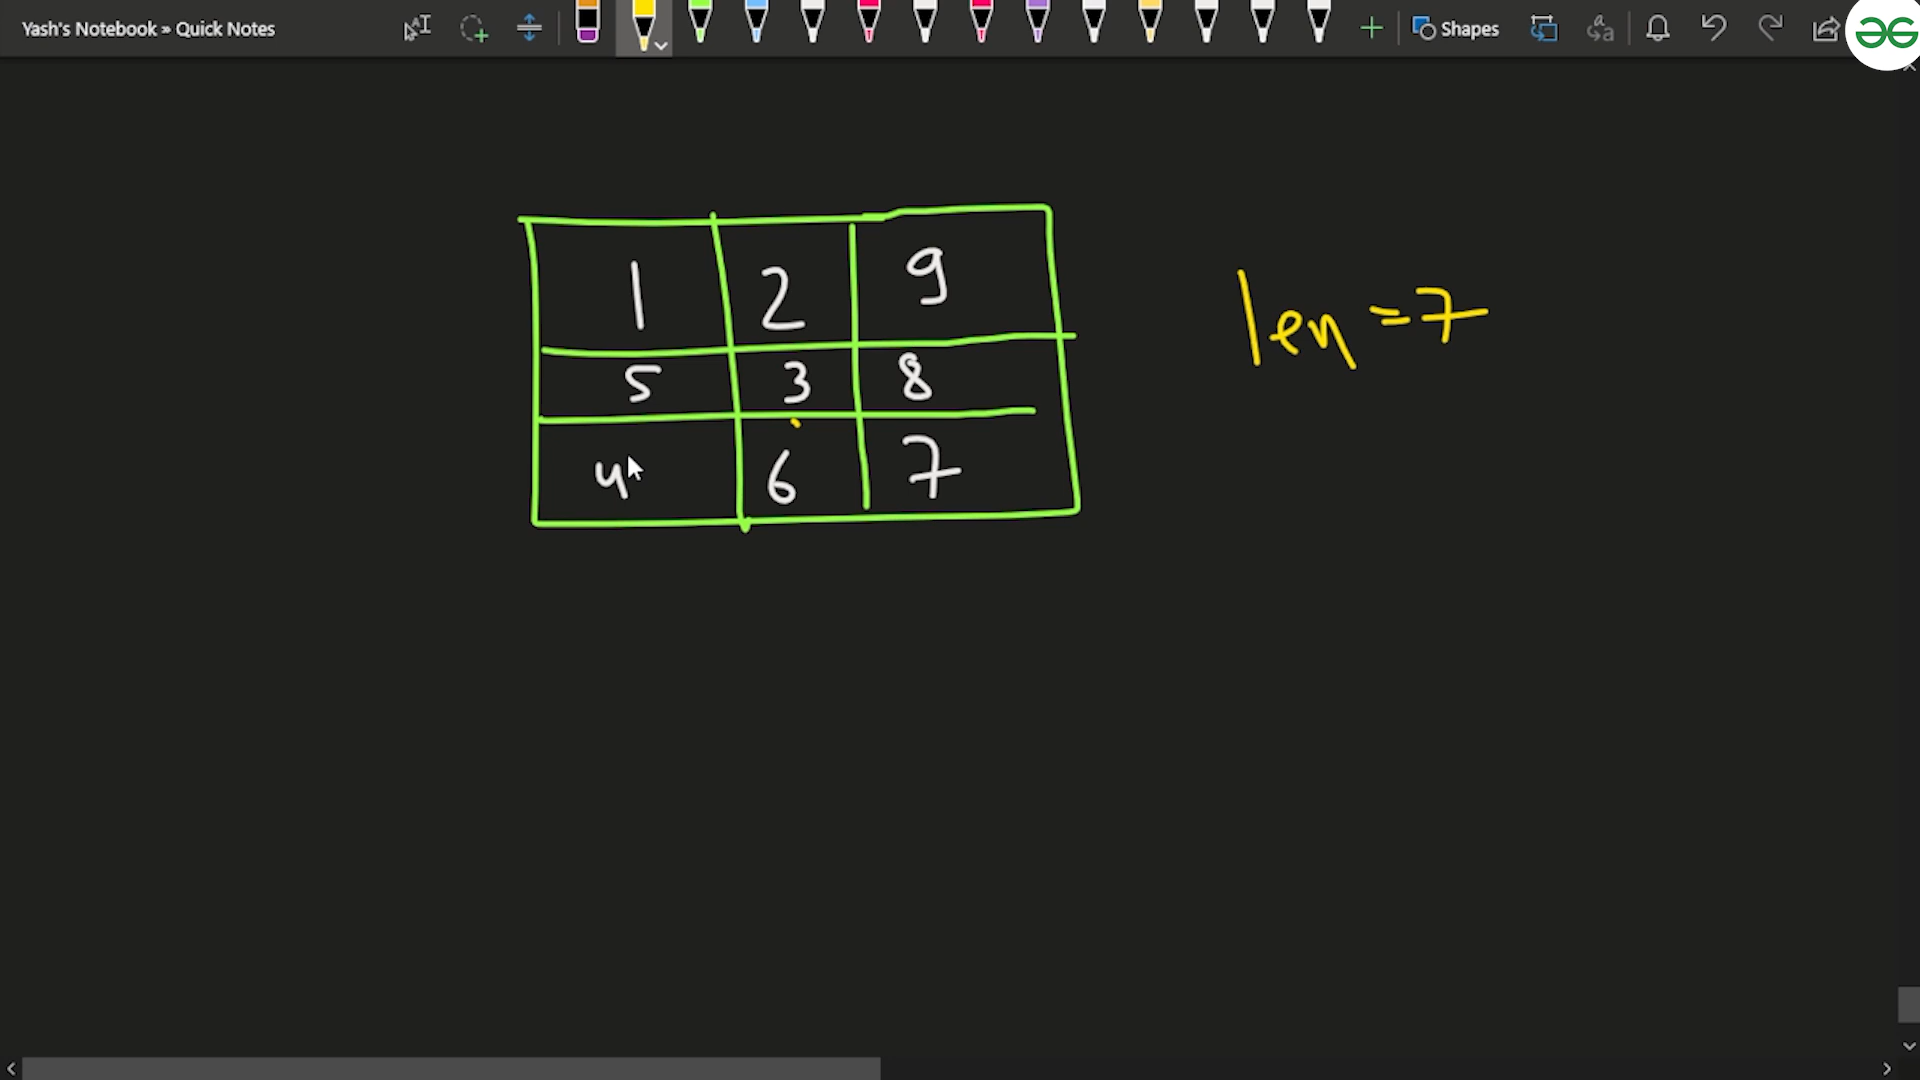 Yash's Notebook » Quick Notes
Shapes
1 2 9
5 3 8
4 6 7
len = 7